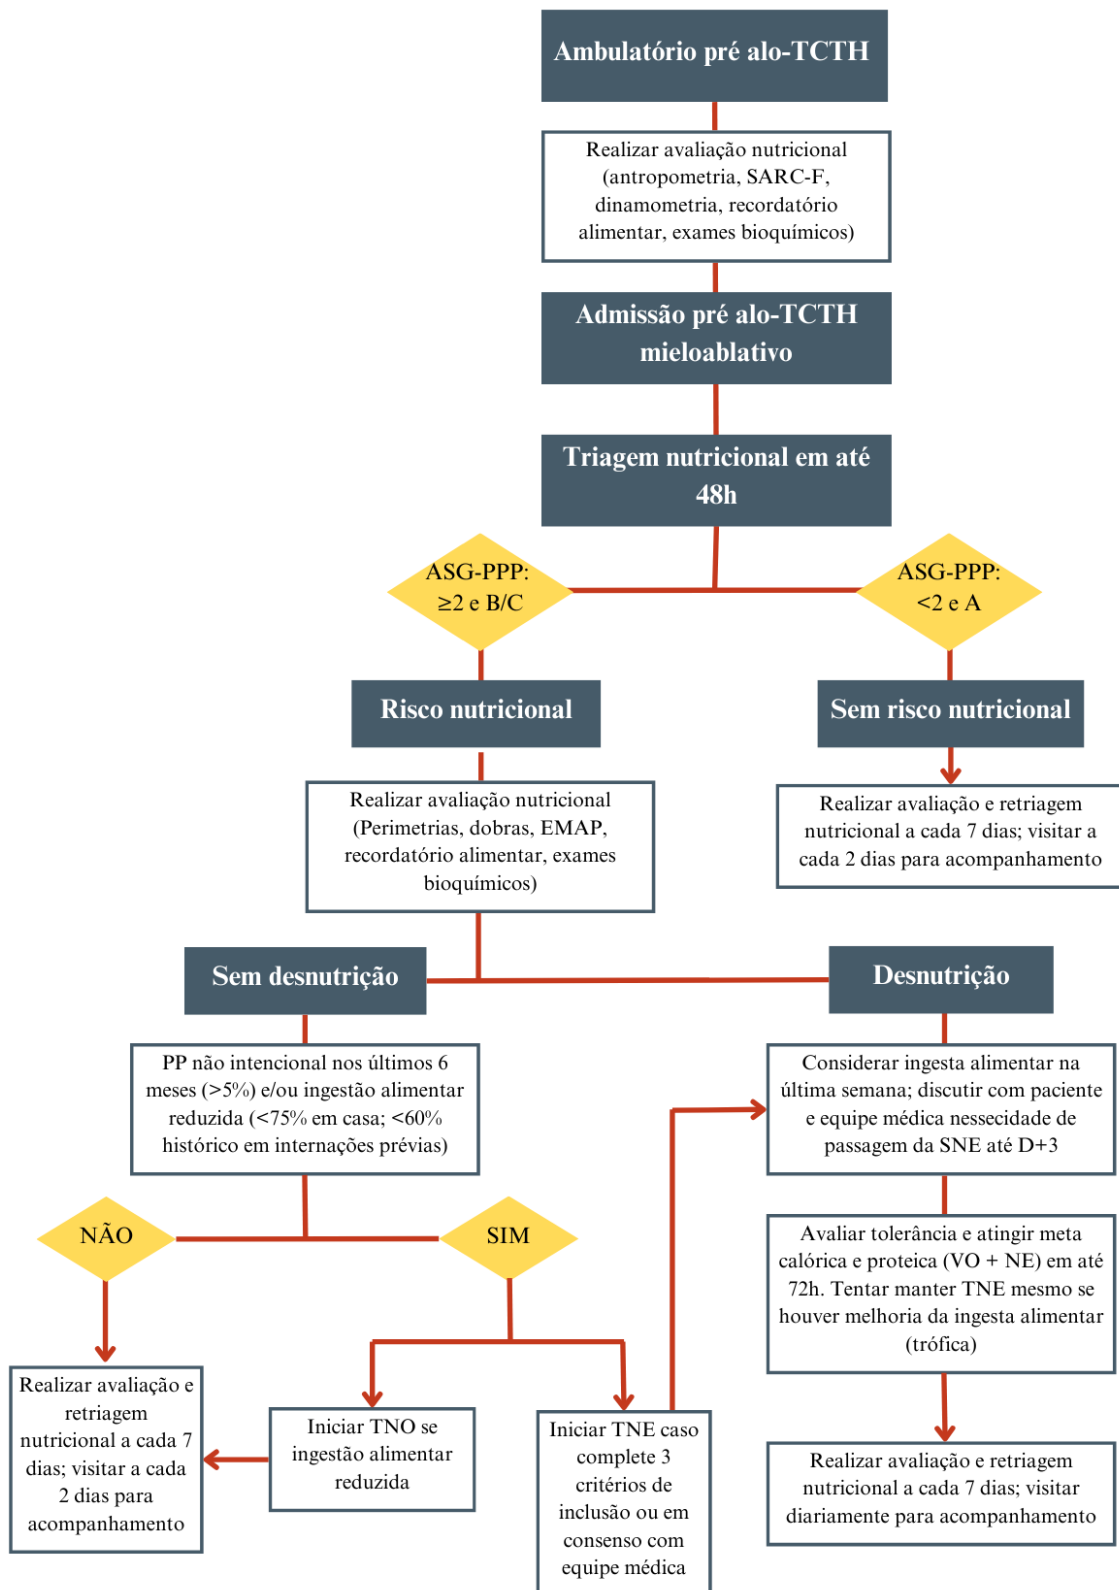 Ambulatório pré alo-TCTH
Realizar avaliação nutricional
(antropometria, SARC-F,
dinamometria, recordatório
alimentar, exames bioquímicos)
Admissão pré alo-TCTH
mieloablativo
Triagem nutricional em até
48h
ASG-PPP:
≥2 e B/C
ASG-PPP:
<2 e A
Risco nutricional
Sem risco nutricional
Realizar avaliação nutricional
(Perimetrias, dobras, EMAP,
recordatório alimentar, exames
bioquímicos)
Realizar avaliação e retriagem
nutricional a cada 7 dias; visitar a
cada 2 dias para acompanhamento
Sem desnutrição
Desnutrição
PP não intencional nos últimos 6
meses (>5%) e/ou ingestão alimentar
reduzida (<75% em casa; <60%
histórico em internações prévias)
Considerar ingesta alimentar na
última semana; discutir com paciente
e equipe médica nessecidade de
passagem da SNE até D+3
NÃO
SIM
Avaliar tolerância e atingir meta
calórica e proteica (VO + NE) em até
72h. Tentar manter TNE mesmo se
houver melhoria da ingesta alimentar
(trófica)
Realizar avaliação e
retriagem
nutricional a cada 7
dias; visitar a cada
2 dias para
acompanhamento
Iniciar TNO se
ingestão alimentar
reduzida
Iniciar TNE caso
complete 3
critérios de
inclusão ou em
consenso com
equipe médica
Realizar avaliação e retriagem
nutricional a cada 7 dias; visitar
diariamente para acompanhamento